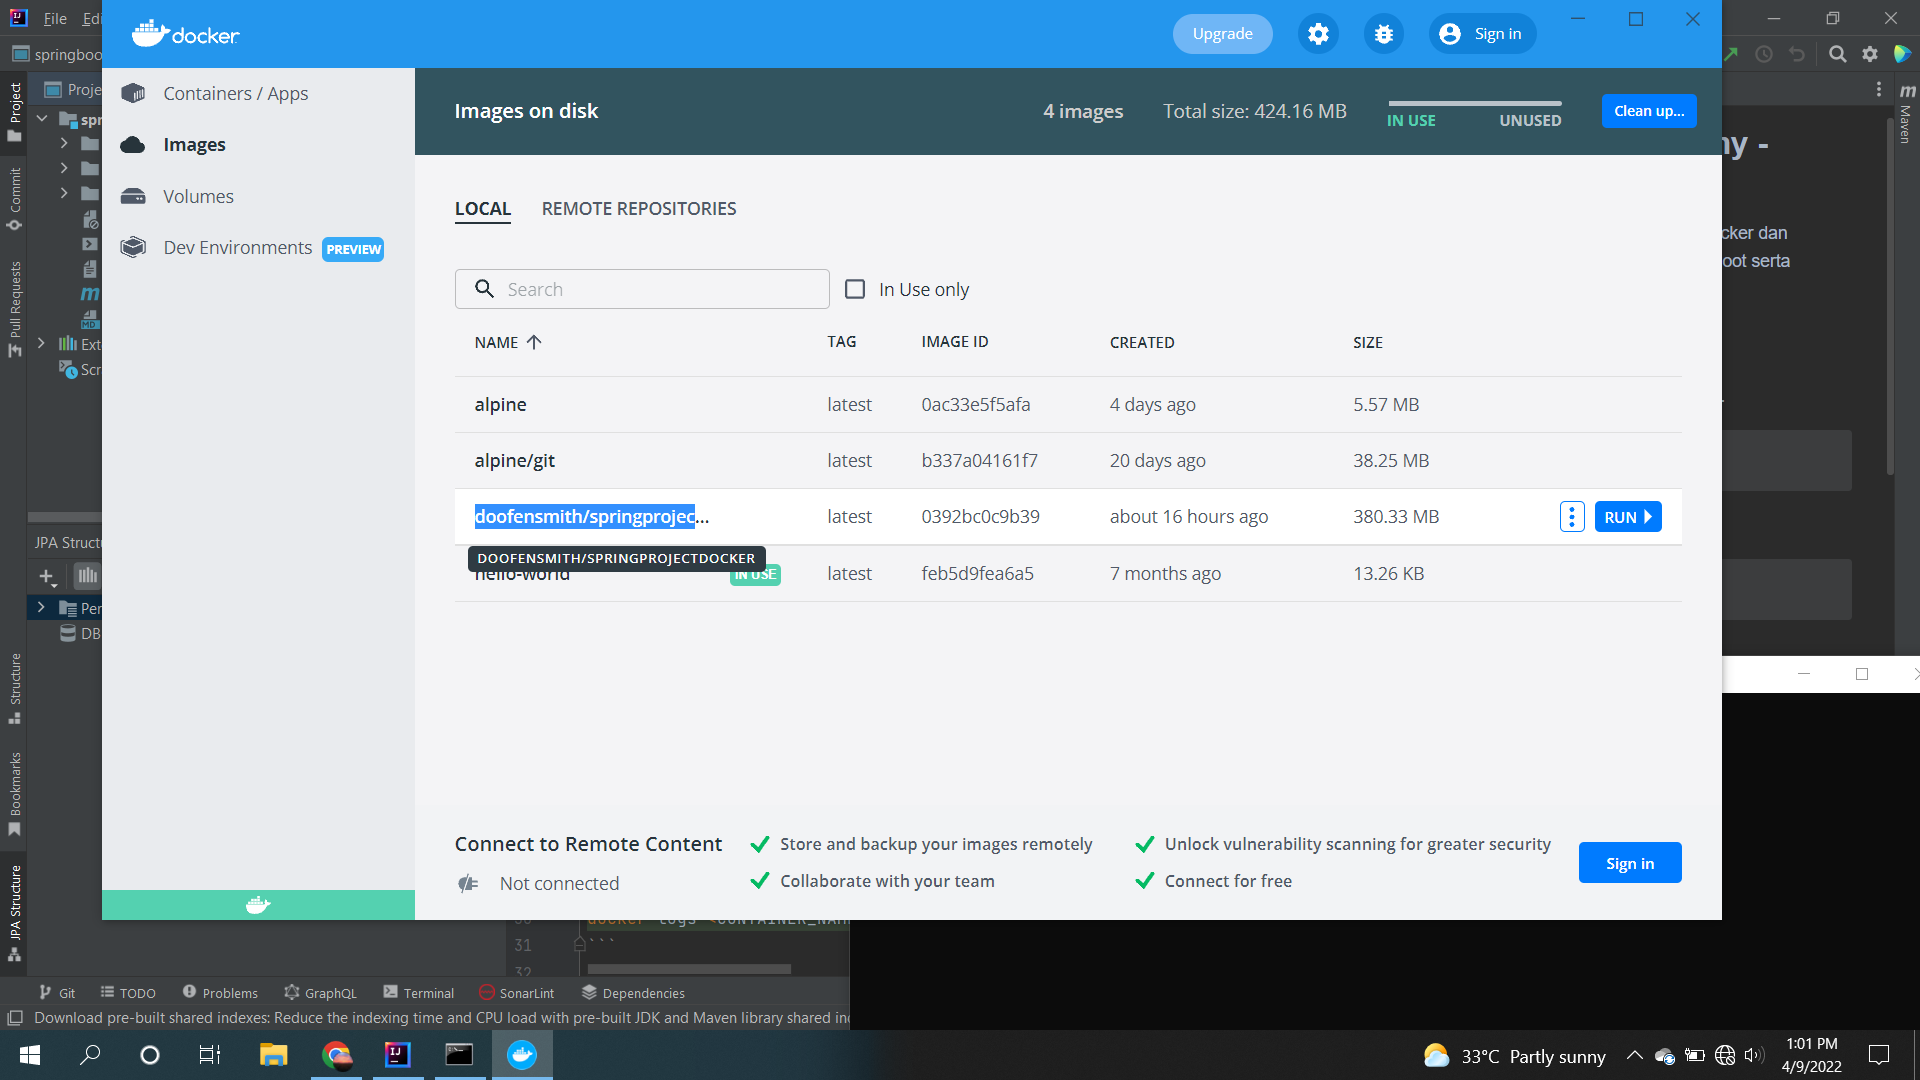 File
springboo
Project
Commit
Pull Requests
Structure
Bookmarks
JPA Structure
Proje
spr
Ext
Scr
JPA Structu
Per
DB
docker
Upgrade
Sign in
Containers / Apps
Images
Volumes
Dev Environments PREVIEW
Images on disk
4 images
Total size: 424.16 MB
IN USE
UNUSED
Clean up...
LOCAL
REMOTE REPOSITORIES
Search
In Use only
NAME TAG IMAGE ID CREATED SIZE
alpine latest 0ac33e5f5afa 4 days ago 5.57 MB
alpine/git latest b337a04161f7 20 days ago 38.25 MB
doofensmith/springprojec... latest 0392bc0c9b39 about 16 hours ago 380.33 MB RUN
DOOFENSMITH/SPRINGPROJECTDOCKER
hello-world IN USE latest feb5d9fea6a5 7 months ago 13.26 KB
Connect to Remote Content
Not connected
Store and backup your images remotely
Collaborate with your team
Unlock vulnerability scanning for greater security
Connect for free
Sign in
m
Maven
ny -
cker dan
oot serta
m
MD
31
```
32
Git TODO Problems GraphQL Terminal SonarLint Dependencies
Download pre-built shared indexes: Reduce the indexing time and CPU load with pre-built JDK and Maven library shared in
33°C Partly sunny
1:01 PM
4/9/2022